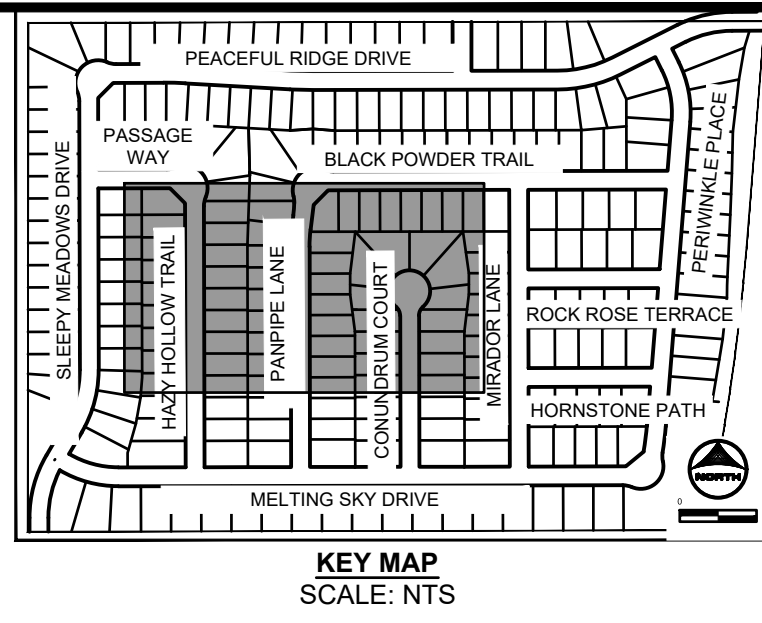 PEACEFUL RIDGE DRIVE
PASSAGE
WAY
BLACK POWDER TRAIL
SLEEPY MEADOWS DRIVE
HAZY HOLLOW TRAIL
PANPIPE LANE
CONUNDRUM COURT
MIRADOR LANE
PERIWINKLE PLACE
ROCK ROSE TERRACE
HORNSTONE PATH
MELTING SKY DRIVE
NORTH
0
KEY MAP
SCALE: NTS